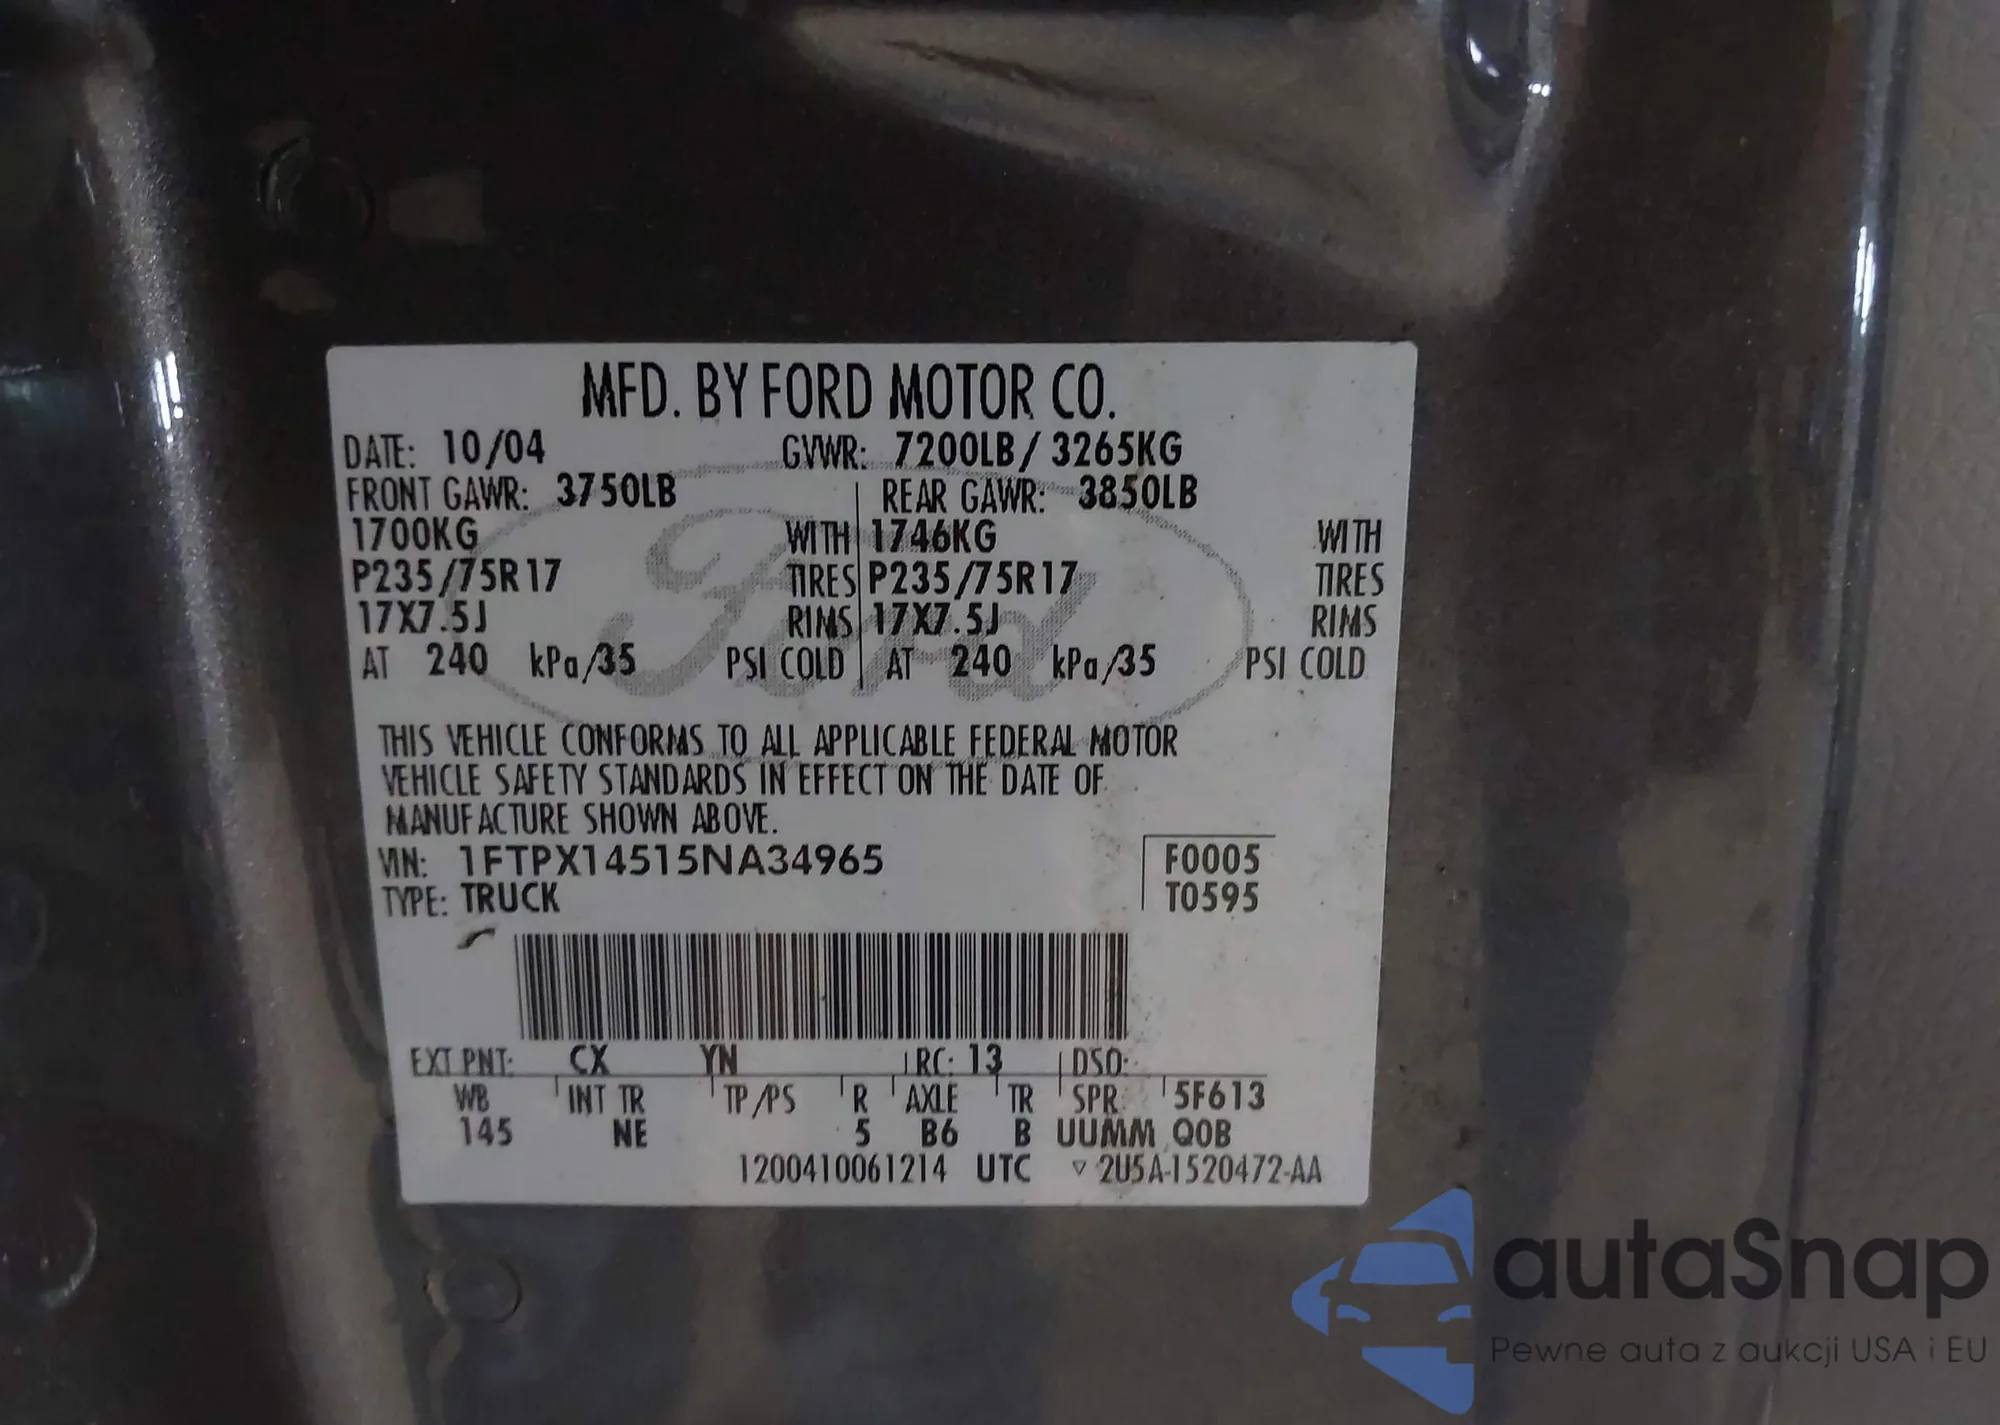 MFD. BY FORD MOTOR CO.
DATE: 10/04 GVWR: 7200LB / 3265KG
FRONT GAWR: 3750LB REAR GAWR: 3850LB
1700KG WITH 1746KG WITH
P235/75R17 TIRES P235/75R17 TIRES
17X7.5J RIMS 17X7.5J RIMS
AT 240 kPa/35 PSI COLD AT 240 kPa/35 PSI COLD
Ford
THIS VEHICLE CONFORMS TO ALL APPLICABLE FEDERAL MOTOR
VEHICLE SAFETY STANDARDS IN EFFECT ON THE DATE OF
MANUFACTURE SHOWN ABOVE.
VIN: 1FTPX14515NA34965 F0005
TYPE: TRUCK T0595
EXT PNT: CX YN RC: 13 DSO:
WB INT TR TP/PS R AXLE TR SPR 5F613
145 NE 5 B6 B UUMM Q0B
1200410061214 UTC ▽ 2U5A-1520472-AA
autaSnap
Pewne auta z aukcji USA i EU